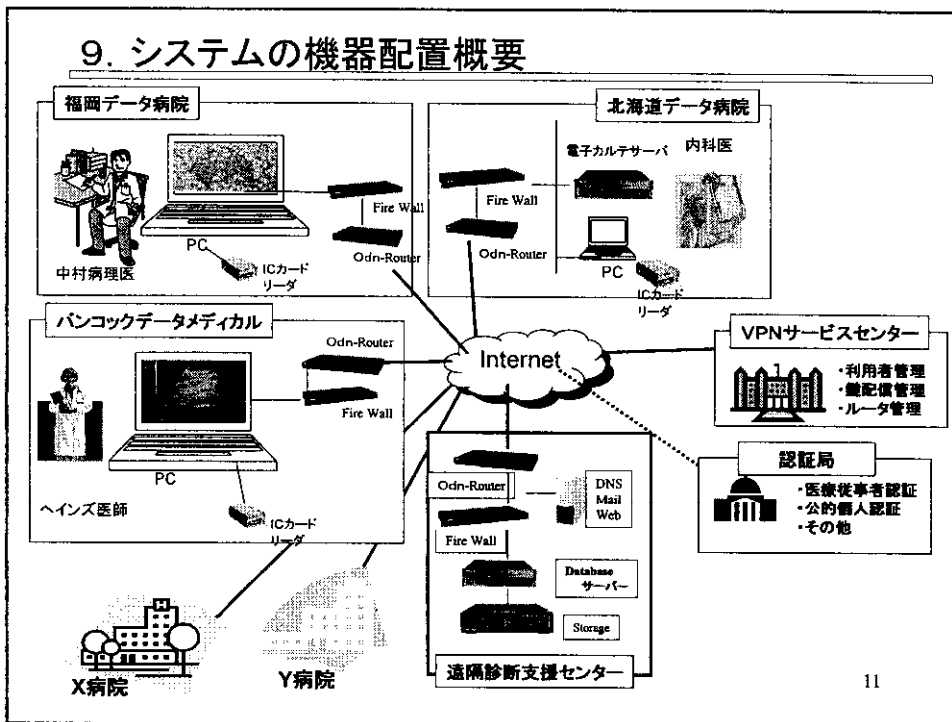 9. システムの機器配置概要
福岡データ病院
Fire Wall
Odn-Router
PC
ICカード
リーダ
中村病理医
北海道データ病院
電子カルテサーバ
内科医
Fire Wall
Odn-Router
PC
ICカード
リーダ
バンコックデータメディカル
Odn-Router
Fire Wall
PC
ICカード
リーダ
ヘインズ医師
Internet
VPNサービスセンター
・利用者管理
・鍵配信管理
・ルータ管理
認証局
・医療従事者認証
・公的個人認証
・その他
Odn-Router
DNS
Mail
Web
Fire Wall
Database
サーバー
Storage
遠隔診断支援センター
X病院
Y病院
11